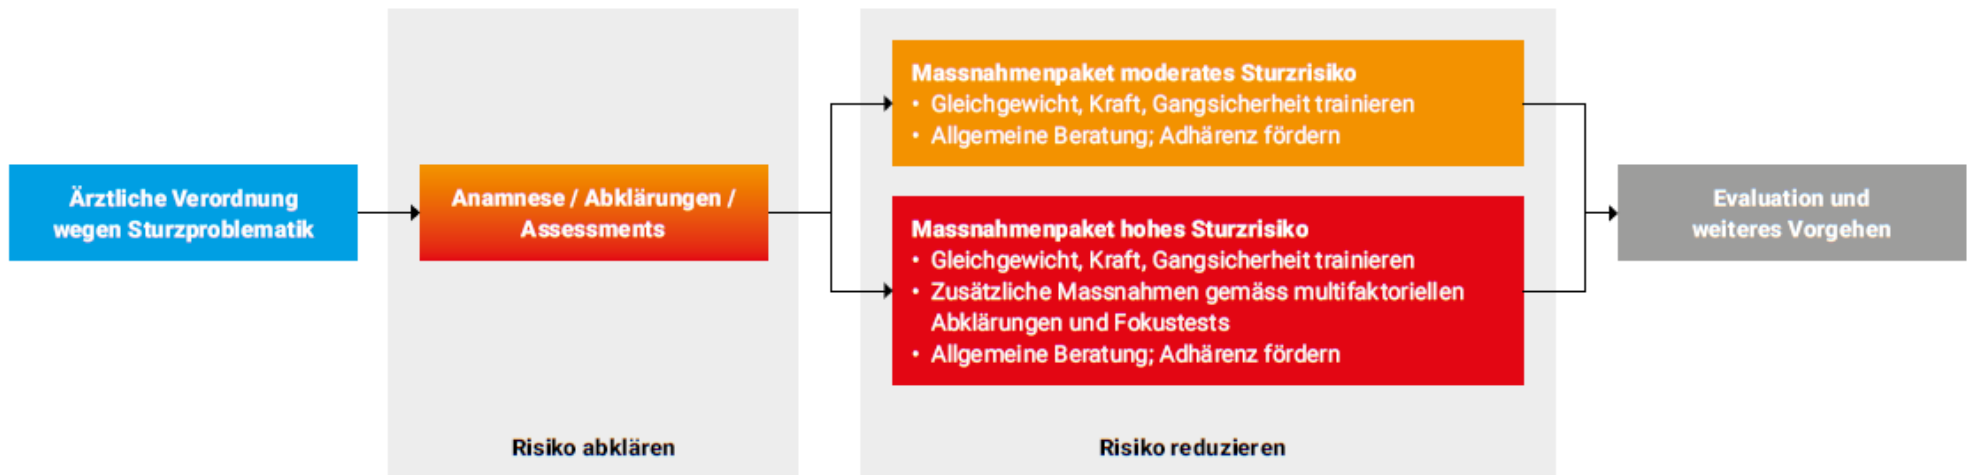 Ärztliche Verordnung
wegen Sturzproblematik
Anamnese / Abklärungen /
Assessments
Risiko abklären
Massnahmenpaket moderates Sturzrisiko
• Gleichgewicht, Kraft, Gangsicherheit trainieren
• Allgemeine Beratung; Adhärenz fördern
Massnahmenpaket hohes Sturzrisiko
• Gleichgewicht, Kraft, Gangsicherheit trainieren
• Zusätzliche Massnahmen gemäss multifaktoriellen
Abklärungen und Fokustests
• Allgemeine Beratung; Adhärenz fördern
Risiko reduzieren
Evaluation und
weiteres Vorgehen